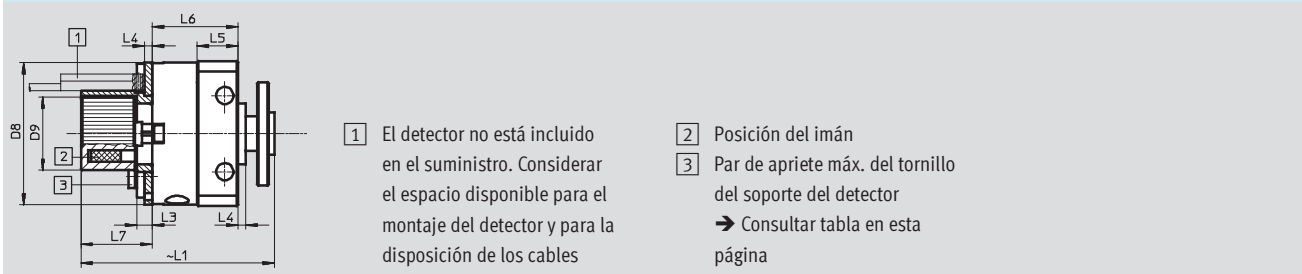 L6
1
L4
L5
D8
D9
2
3
L3
L4
L7
~L1
1 El detector no está incluido
en el suministro. Considerar
el espacio disponible para el
montaje del detector y para la
disposición de los cables
2 Posición del imán
3 Par de apriete máx. del tornillo
del soporte del detector
➔ Consultar tabla en esta
página